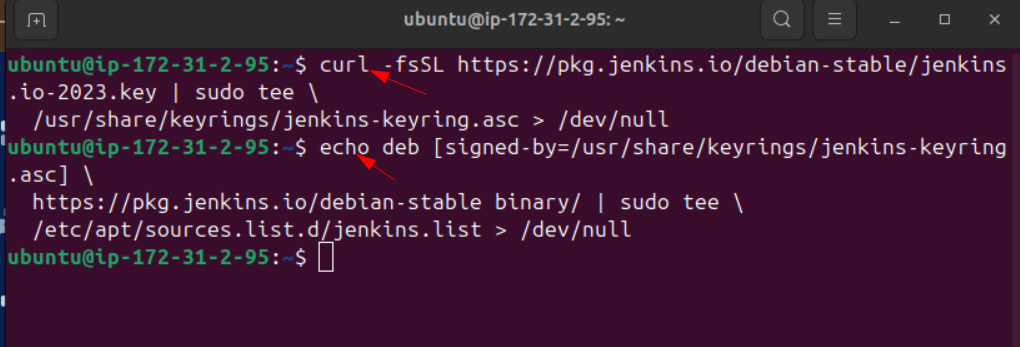 ubuntu@ip-172-31-2-95: ~
ubuntu@ip-172-31-2-95:~$ curl -fsSL https://pkg.jenkins.io/debian-stable/jenkins
.io-2023.key | sudo tee \
  /usr/share/keyrings/jenkins-keyring.asc > /dev/null
ubuntu@ip-172-31-2-95:~$ echo deb [signed-by=/usr/share/keyrings/jenkins-keyring
.asc] \
  https://pkg.jenkins.io/debian-stable binary/ | sudo tee \
  /etc/apt/sources.list.d/jenkins.list > /dev/null
ubuntu@ip-172-31-2-95:~$